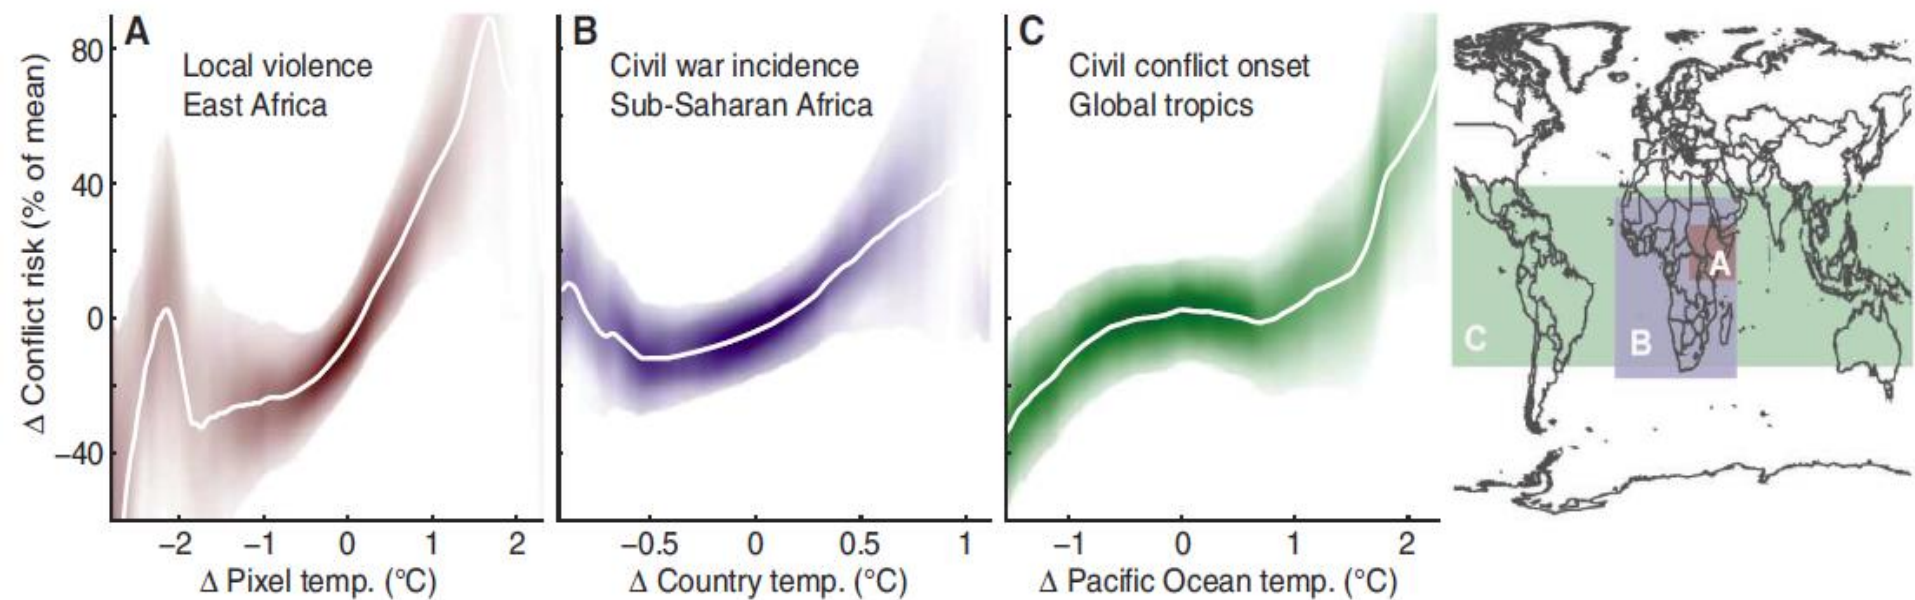 Δ Conflict risk (% of mean)
80
40
0
−40
A
Local violence
East Africa
−2 −1 0 1 2
Δ Pixel temp. (°C)
B
Civil war incidence
Sub-Saharan Africa
−0.5 0 0.5 1
Δ Country temp. (°C)
C
Civil conflict onset
Global tropics
−1 0 1 2
Δ Pacific Ocean temp. (°C)
A
B
C